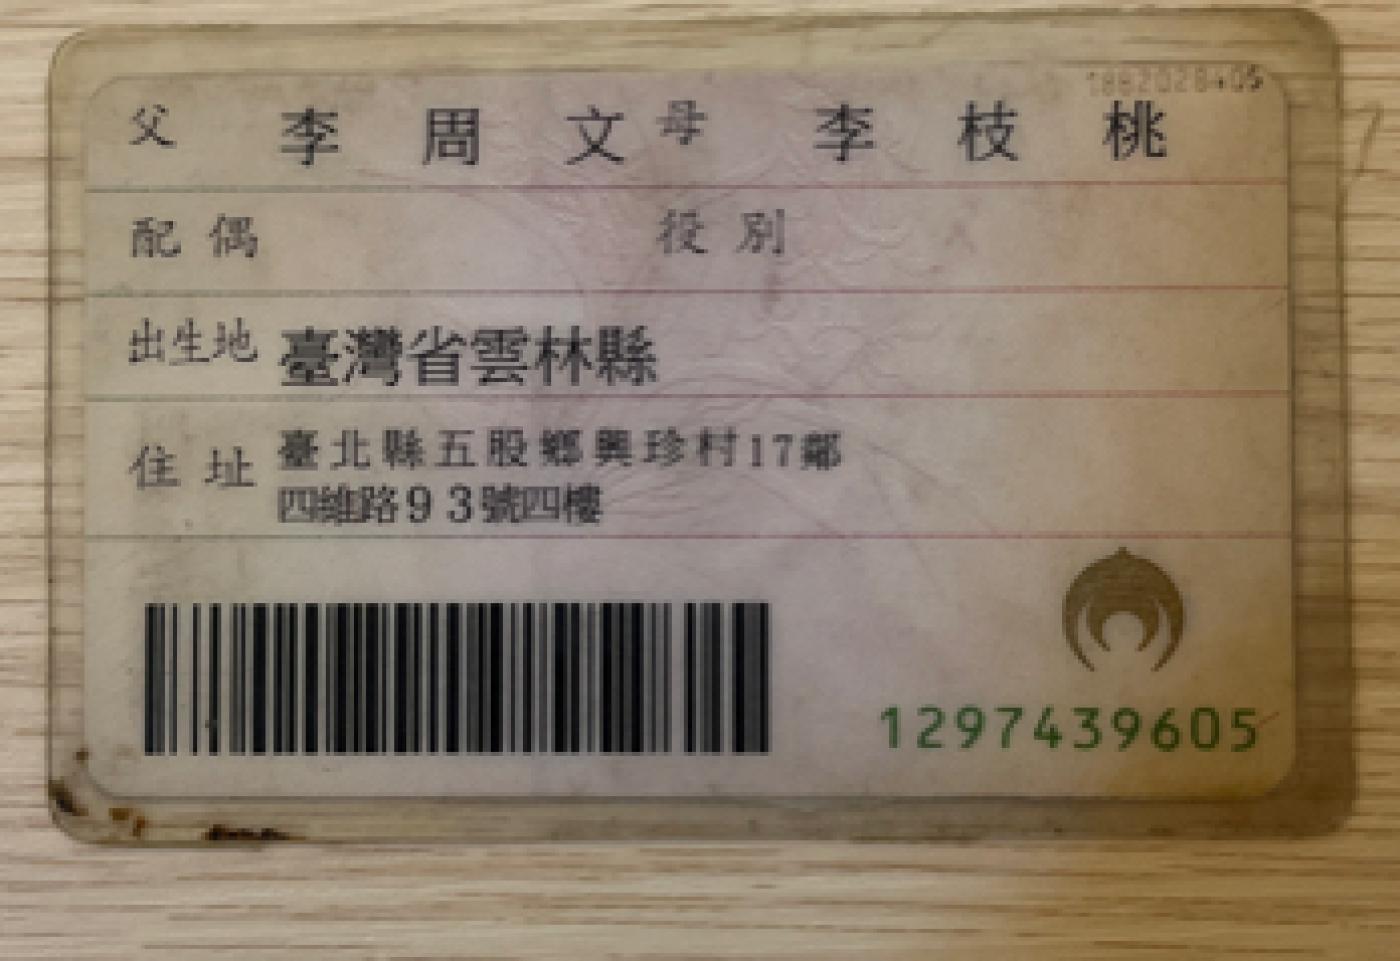 1882028405
父 李周文 母 李枝桃
配偶 役別
出生地 臺灣省雲林縣
住址 臺北縣五股鄉興珍村17鄰
四維路93號四樓
1297439605